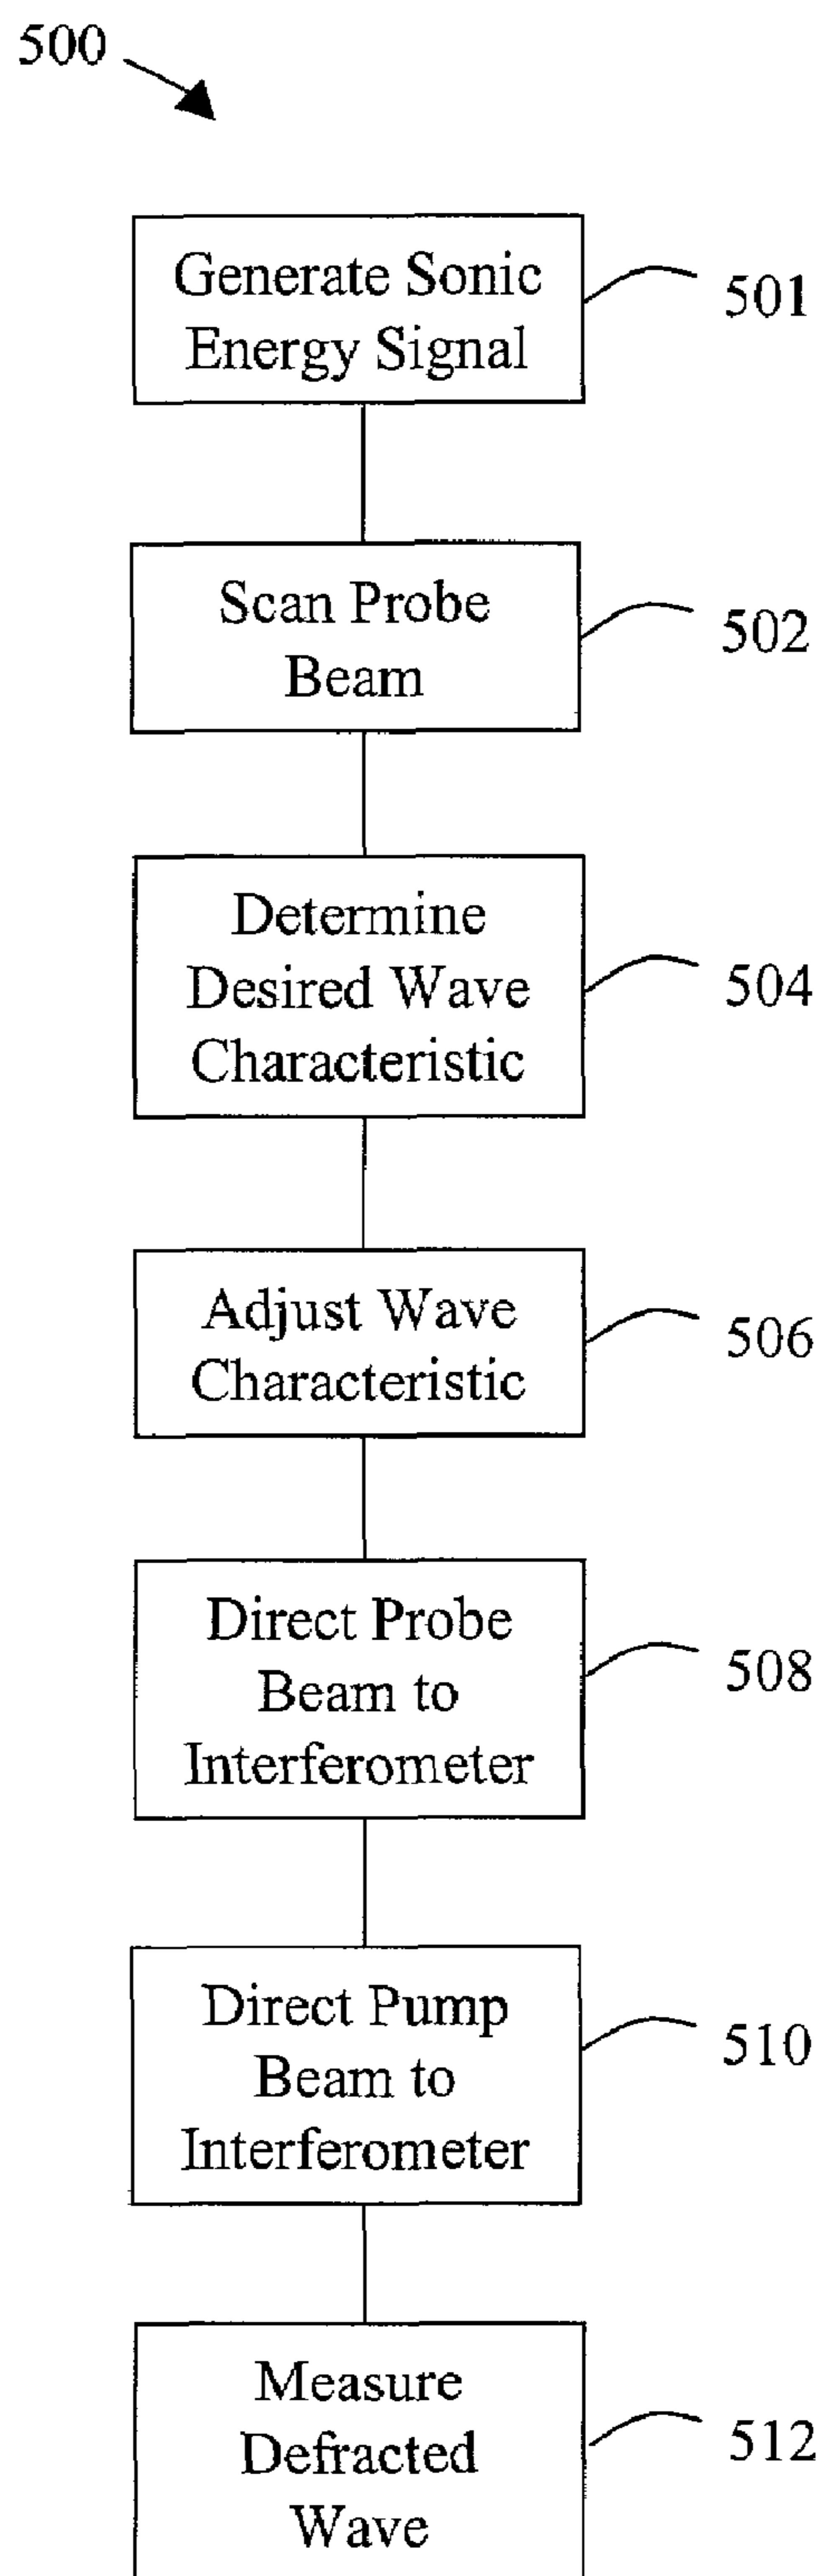 500
Generate Sonic
Energy Signal
501
Scan Probe
Beam
502
Determine
Desired Wave
Characteristic
504
Adjust Wave
Characteristic
506
Direct Probe
Beam to
Interferometer
508
Direct Pump
Beam to
Interferometer
510
Measure
Defracted
Wave
512